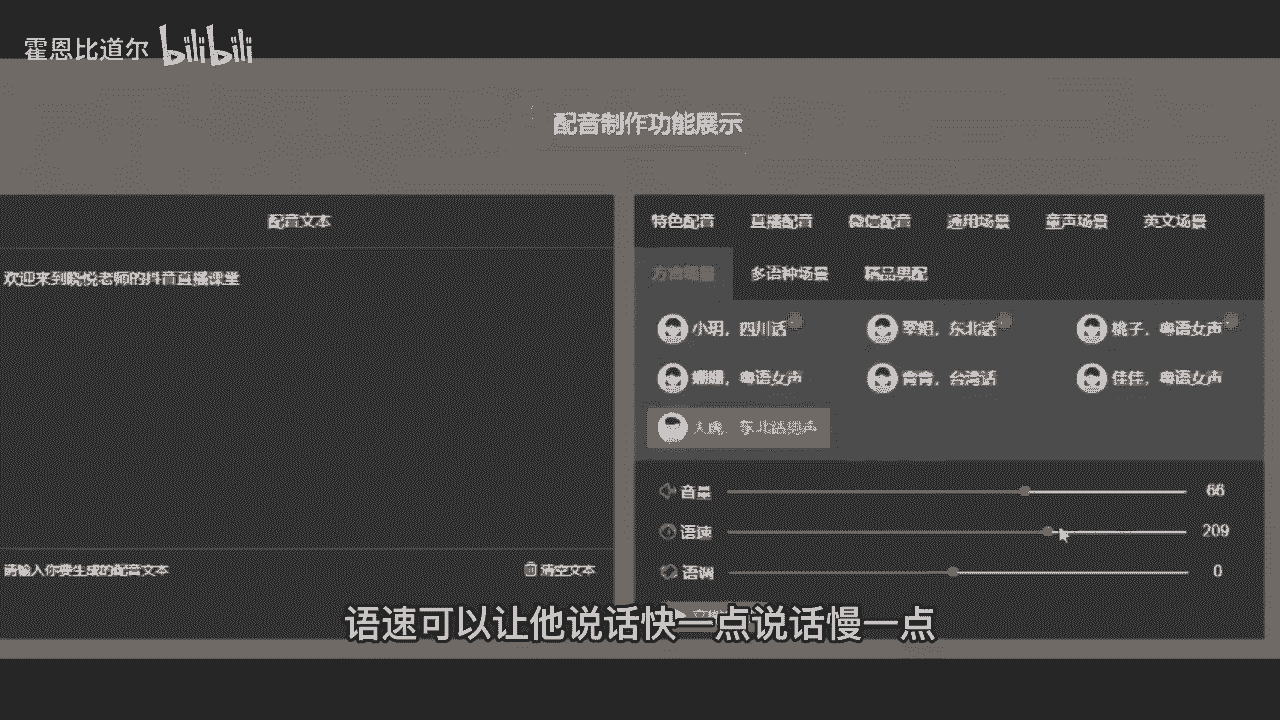 霍恩比道尔 bilibili
配音制作功能展示
配音文本
欢迎来到晓悦老师的抖音直播课堂
请输入你要生成的配音文本
清空文本
特色配音 直播配音 微信配音 通用场景 童声场景 英文场景
方言场景 多语种场景 精品男配
小玥，四川话 翠姐，东北话 桃子，粤语女声
姗姗，粤语女声 青青，台湾话 佳佳，粤语女声
大虎，东北话男声
音量 66
语速 209
语调 0
语速可以让他说话快一点说话慢一点